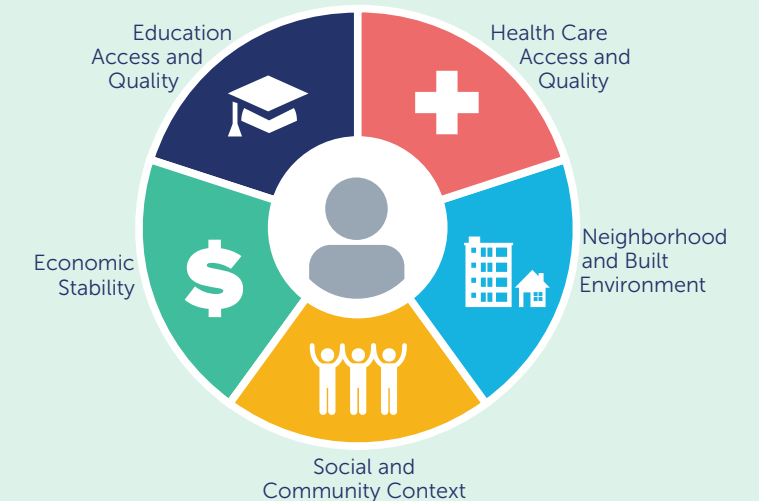 Education
Access and
Quality
Health Care
Access and
Quality
Neighborhood
and Built
Environment
Social and
Community Context
Economic
Stability
$